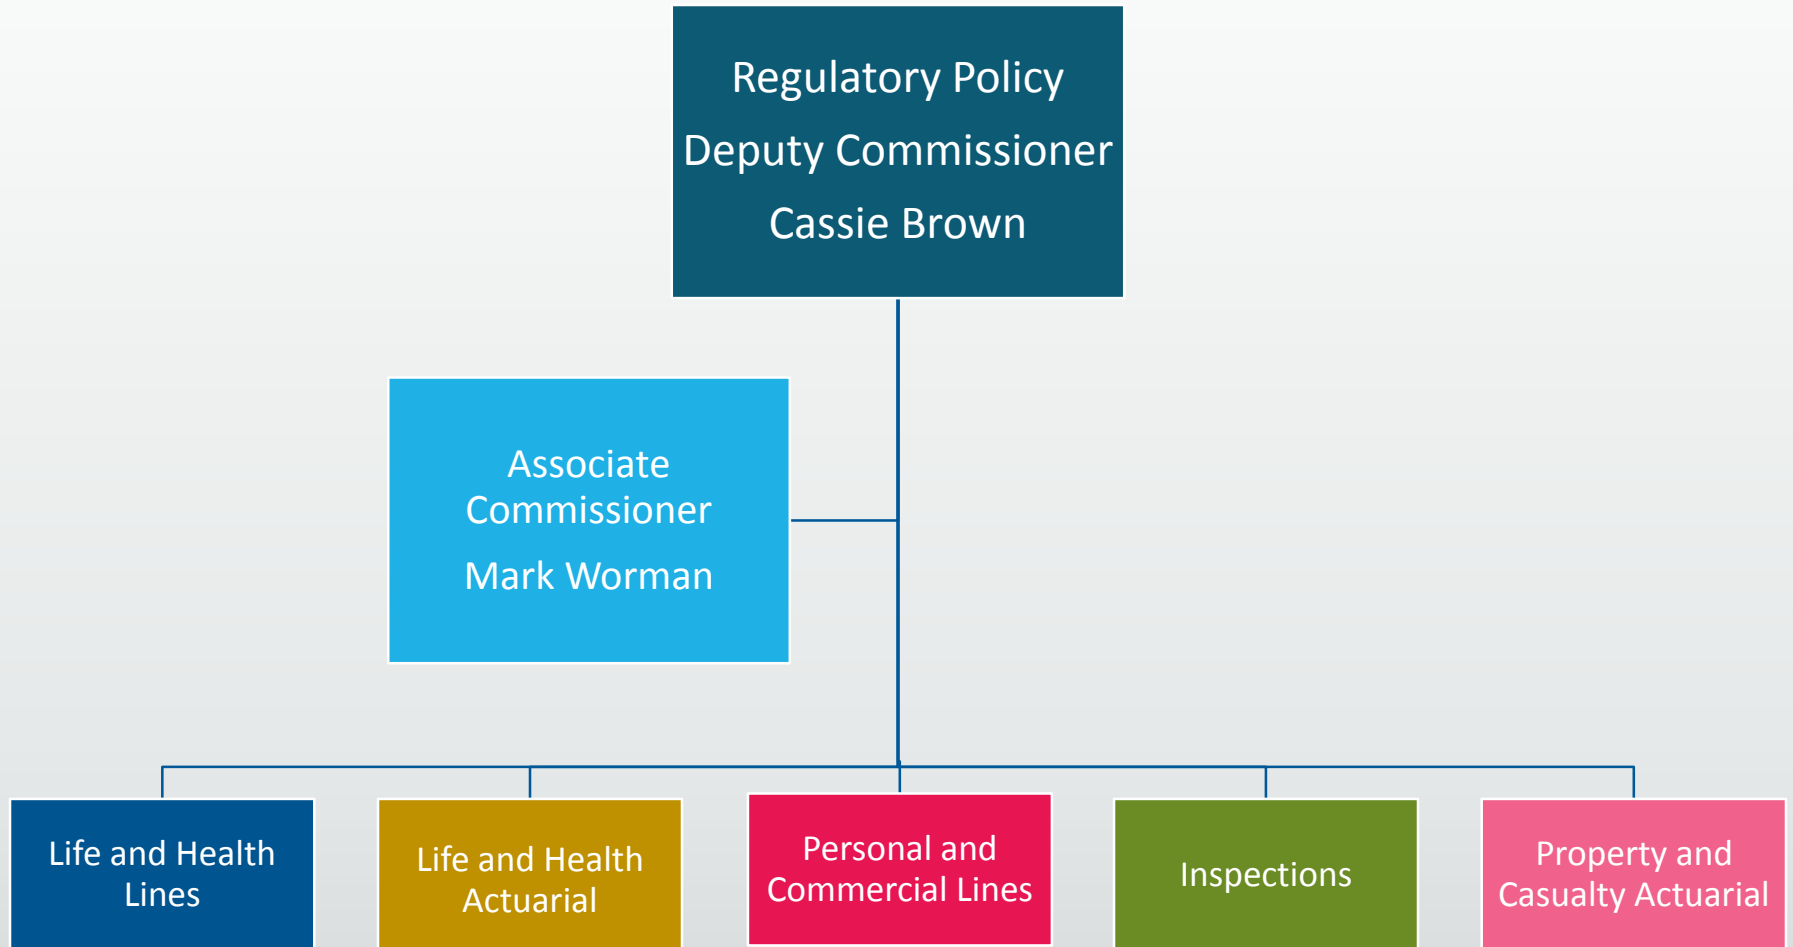 Regulatory Policy
Deputy Commissioner
Cassie Brown
Associate
Commissioner
Mark Worman
Life and Health
Lines
Life and Health
Actuarial
Personal and
Commercial Lines
Inspections
Property and
Casualty Actuarial